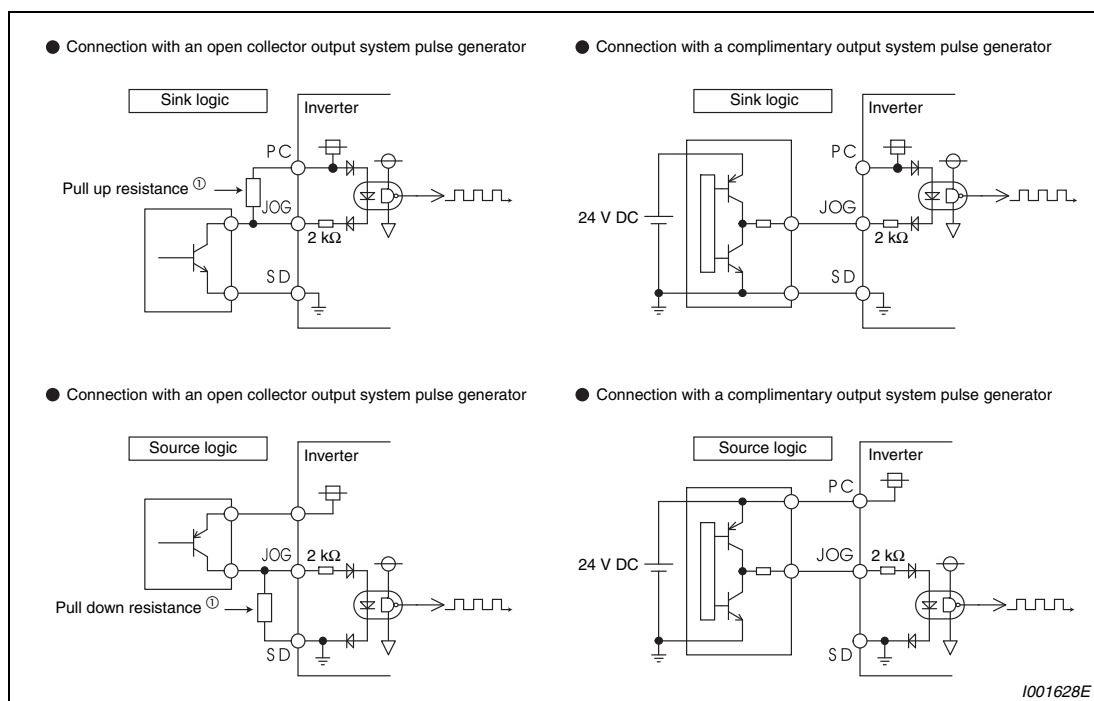 ● Connection with an open collector output system pulse generator
Sink logic
Inverter
PC
Pull up resistance ①
JOG
2 kΩ
SD
● Connection with a complimentary output system pulse generator
Sink logic
Inverter
PC
24 V DC
JOG
2 kΩ
SD
● Connection with an open collector output system pulse generator
Source logic
Inverter
JOG
2 kΩ
Pull down resistance ①
SD
● Connection with a complimentary output system pulse generator
Source logic
Inverter
PC
24 V DC
JOG
2 kΩ
SD
I001628E